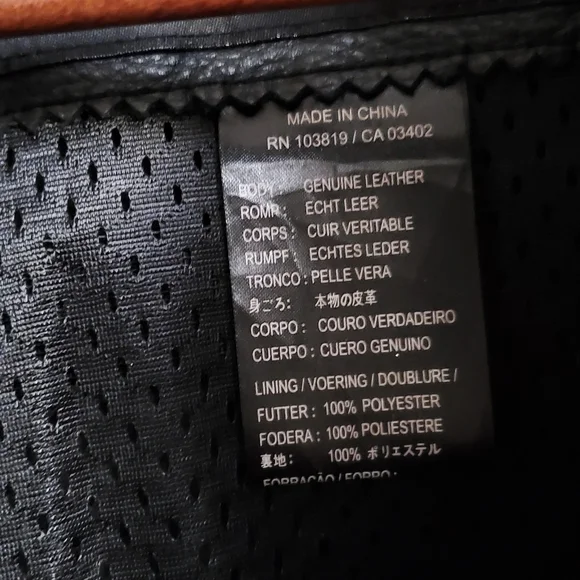 MADE IN CHINA
RN 103819 / CA 03402
BODY: GENUINE LEATHER
ROMP: ECHT LEER
CORPS: CUIR VERITABLE
RUMPF: ECHTES LEDER
TRONCO: PELLE VERA
身ごろ: 本物の皮革
CORPO: COURO VERDADEIRO
CUERPO: CUERO GENUINO
LINING / VOERING / DOUBLURE /
FUTTER: 100% POLYESTER
FODERA: 100% POLIESTERE
裏地: 100% ポリエステル
FORRAÇÃO / FORRO: